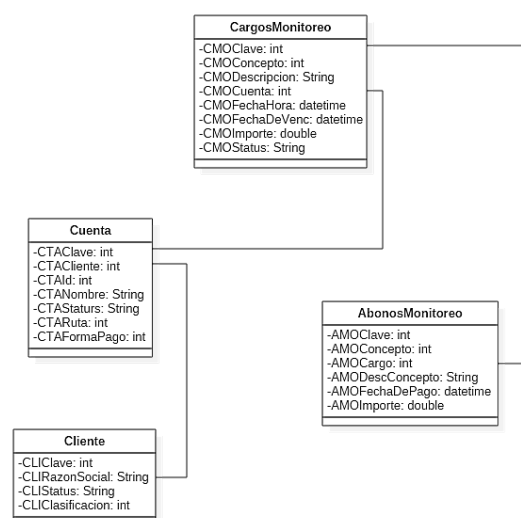 CargosMonitoreo
-CMOClave: int
-CMOConcepto: int
-CMODescripcion: String
-CMOCuenta: int
-CMOFechaHora: datetime
-CMOFechaDeVenc: datetime
-CMOImporte: double
-CMOStatus: String
Cuenta
-CTAClave: int
-CTACliente: int
-CTAId: int
-CTANombre: String
-CTAStaturs: String
-CTARuta: int
-CTAFormaPago: int
AbonosMonitoreo
-AMOClave: int
-AMOConcepto: int
-AMOCargo: int
-AMODescConcepto: String
-AMOFechaDePago: datetime
-AMOImporte: double
Cliente
-CLIClave: int
-CLIRazonSocial: String
-CLIStatus: String
-CLIClasificacion: int